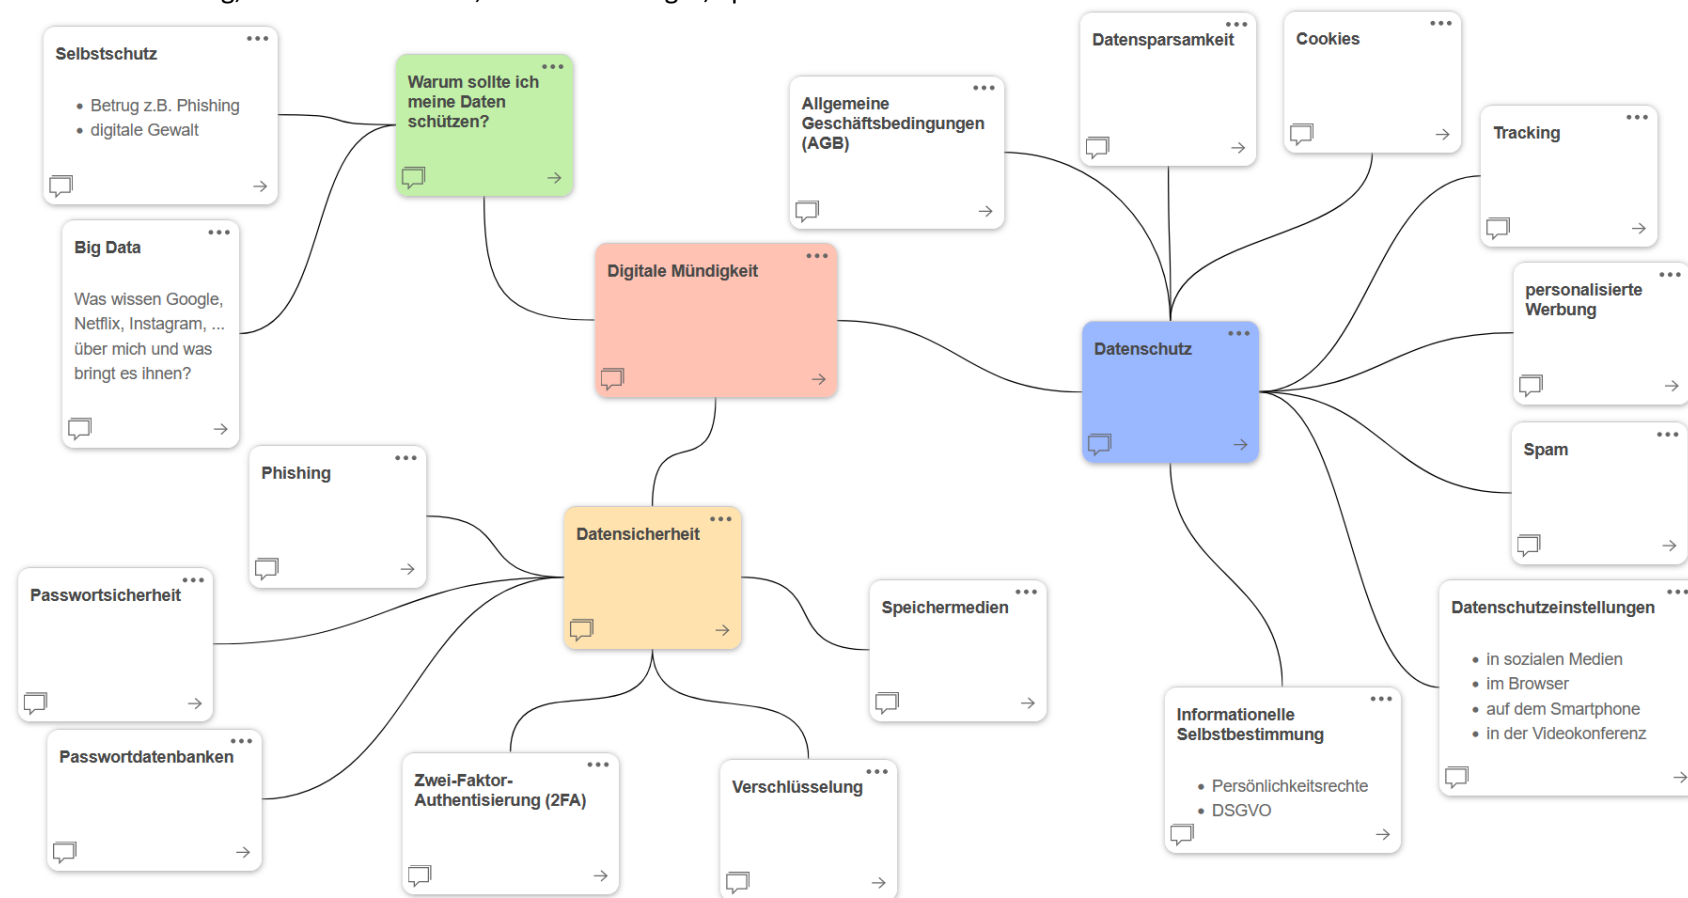 Selbstschutz
• Betrug z.B. Phishing
• digitale Gewalt
Warum sollte ich
meine Daten
schützen?
Big Data
Was wissen Google,
Netflix, Instagram, ...
über mich und was
bringt es ihnen?
Digitale Mündigkeit
Allgemeine
Geschäftsbedingungen
(AGB)
Datensparsamkeit
Cookies
Tracking
personalisierte
Werbung
Datenschutz
Spam
Datenschutzeinstellungen
• in sozialen Medien
• im Browser
• auf dem Smartphone
• in der Videokonferenz
Informationelle
Selbstbestimmung
• Persönlichkeitsrechte
• DSGVO
Phishing
Datensicherheit
Passwortsicherheit
Speichermedien
Passwortdatenbanken
Zwei-Faktor-
Authentisierung (2FA)
Verschlüsselung